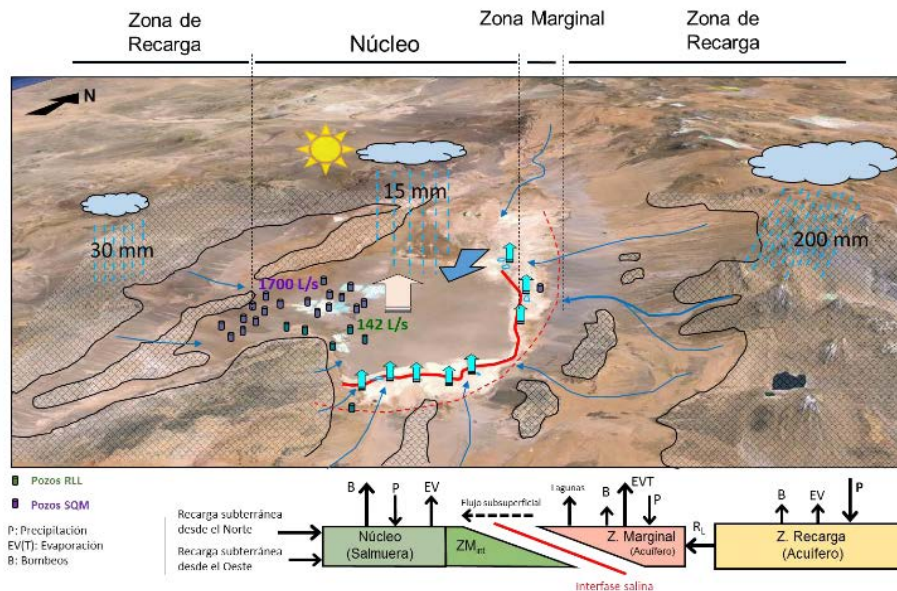 Zona de
Recarga
Núcleo
Zona Marginal
Zona de
Recarga
N
15 mm
30 mm
200 mm
1700 L/s
142 L/s
Pozos RLL
Pozos SQM
P: Precipitación
EV(T): Evaporación
B: Bombeos
Recarga subterránea
desde el Norte
Recarga subterránea
desde el Oeste
B
P
EV
Núcleo
(Salmuera)
ZMint
Flujo subsuperficial
Lagunas
B
EVT
P
Z. Marginal
(Acuífero)
Interfase salina
RL
B
EV
P
Z. Recarga
(Acuífero)